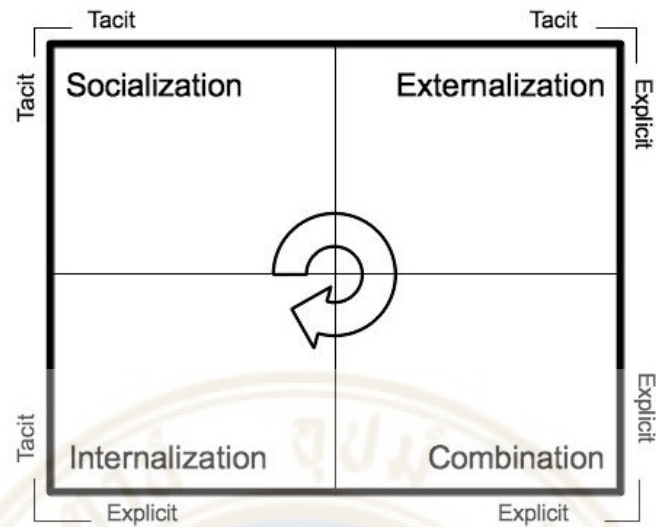 Tacit Tacit
Tacit Explicit
Socialization Externalization
Tacit Explicit
Internalization Combination
Explicit Explicit